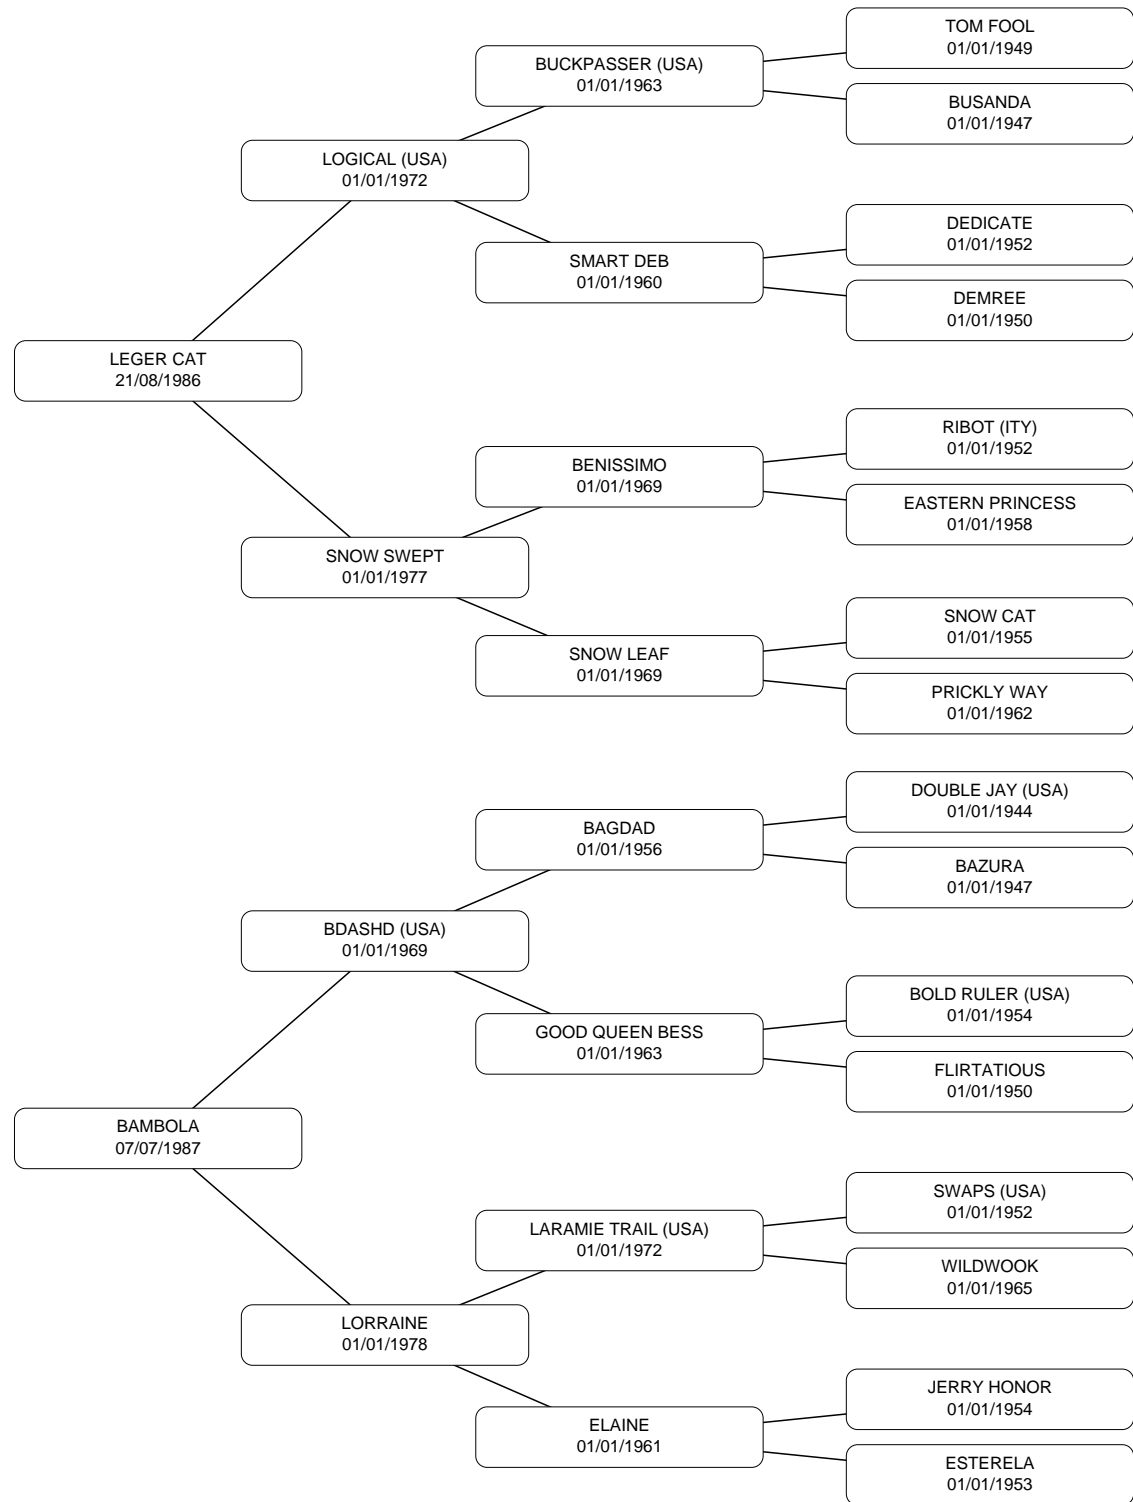 TOM FOOL
01/01/1949
BUCKPASSER (USA)
01/01/1963
BUSANDA
01/01/1947
LOGICAL (USA)
01/01/1972
DEDICATE
01/01/1952
SMART DEB
01/01/1960
DEMREE
01/01/1950
LEGER CAT
21/08/1986
RIBOT (ITY)
01/01/1952
BENISSIMO
01/01/1969
EASTERN PRINCESS
01/01/1958
SNOW SWEPT
01/01/1977
SNOW CAT
01/01/1955
SNOW LEAF
01/01/1969
PRICKLY WAY
01/01/1962
DOUBLE JAY (USA)
01/01/1944
BAGDAD
01/01/1956
BAZURA
01/01/1947
BDASHD (USA)
01/01/1969
BOLD RULER (USA)
01/01/1954
GOOD QUEEN BESS
01/01/1963
FLIRTATIOUS
01/01/1950
BAMBOLA
07/07/1987
SWAPS (USA)
01/01/1952
LARAMIE TRAIL (USA)
01/01/1972
WILDWOOK
01/01/1965
LORRAINE
01/01/1978
JERRY HONOR
01/01/1954
ELAINE
01/01/1961
ESTERELA
01/01/1953